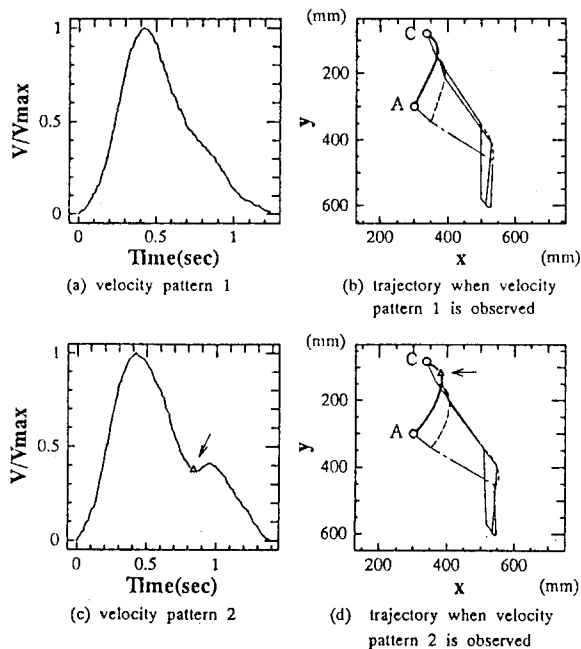 (a)
1
0.5
0
V/Vmax
0 0.5 1
Time(sec)
(a) velocity pattern 1
(b)
(mm)
200
400
600
y
C
A
200 400 600
x (mm)
(b) trajectory when velocity
pattern 1 is observed
1
0.5
0
V/Vmax
0 0.5 1
Time(sec)
(c) velocity pattern 2
(mm)
200
400
600
y
C
A
200 400 600
x (mm)
(d) trajectory when velocity
pattern 2 is observed